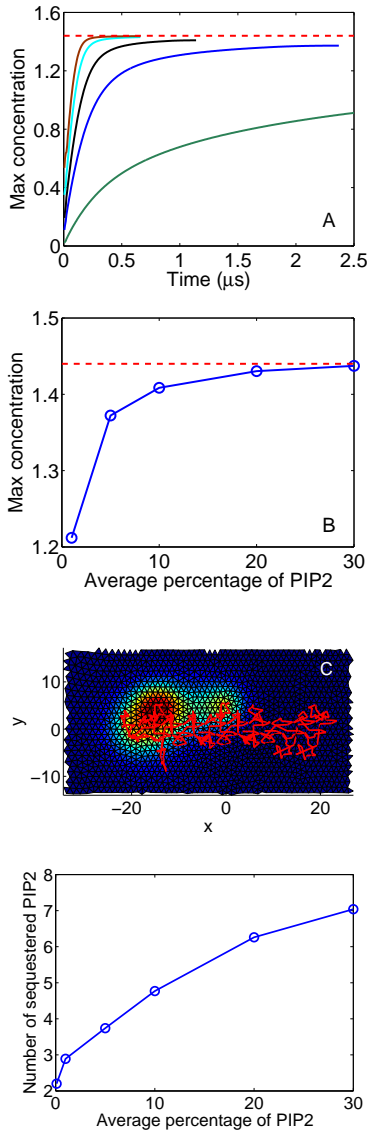 1.6
1.2
0.8
0.4
0
Max concentration
A
0 0.5 1 1.5 2 2.5
Time (μs)
1.5
1.4
1.3
1.2
Max concentration
B
0 10 20 30
Average percentage of PIP2
C
10
0
−10
y
−20 0 20
x
8
7
6
5
4
3
2
Number of sequestered PIP2
0 10 20 30
Average percentage of PIP2